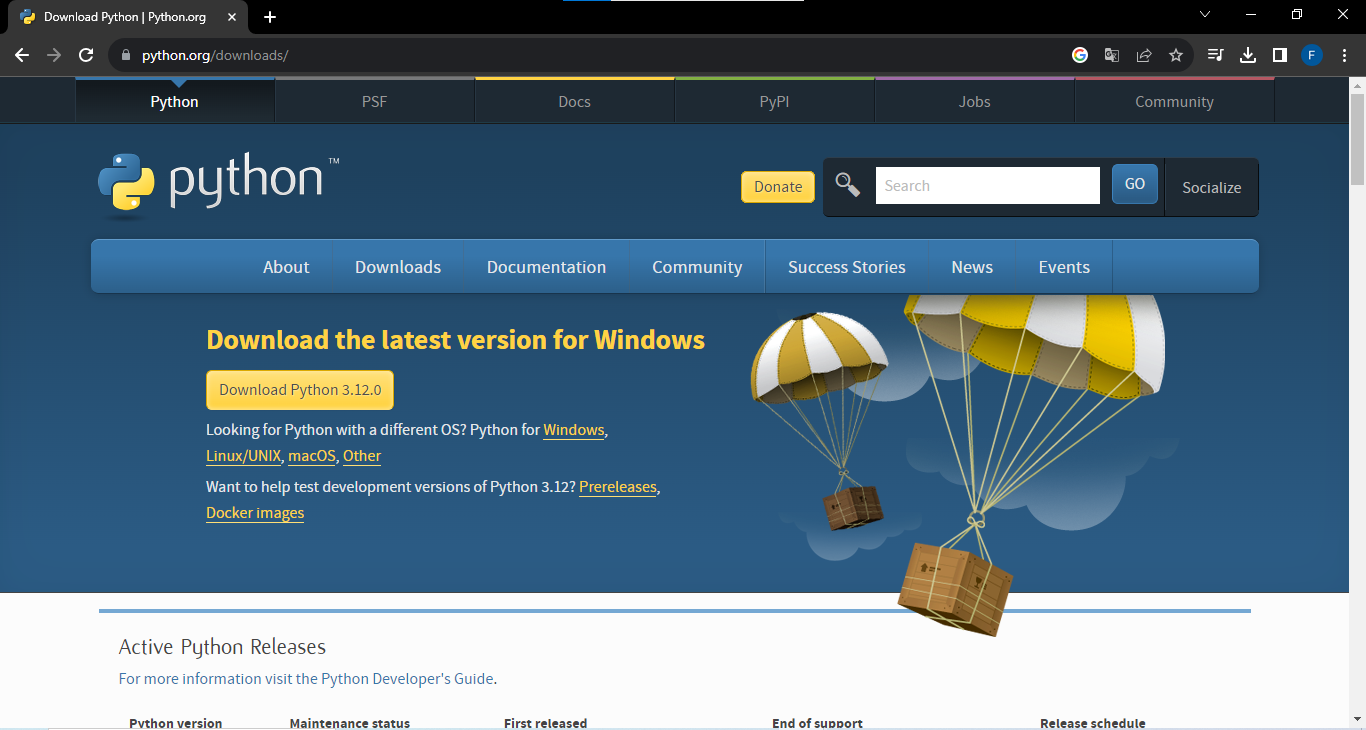 Download Python | Python.org
python.org/downloads/
F
Python PSF Docs PyPI Jobs Community
python™
Donate Search GO Socialize
About Downloads Documentation Community Success Stories News Events
Download the latest version for Windows
Download Python 3.12.0
Looking for Python with a different OS? Python for Windows,
Linux/UNIX, macOS, Other
Want to help test development versions of Python 3.12? Prereleases,
Docker images
Active Python Releases
For more information visit the Python Developer's Guide.
Python version Maintenance status First released End of support Release schedule